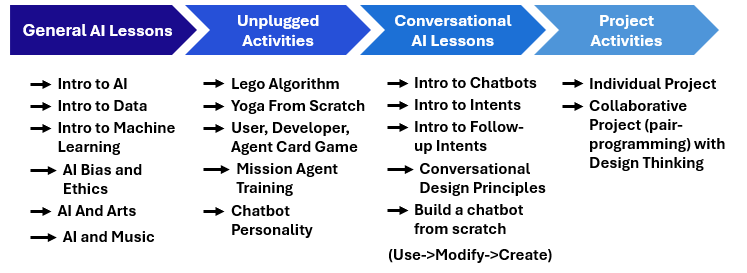 General AI Lessons
Unplugged
Activities
Conversational
AI Lessons
Project
Activities
Intro to AI
Intro to Data
Intro to Machine
Learning
AI Bias and
Ethics
AI And Arts
AI and Music
Lego Algorithm
Yoga From Scratch
User, Developer,
Agent Card Game
Mission Agent
Training
Chatbot
Personality
Intro to Chatbots
Intro to Intents
Intro to Follow-
up Intents
Conversational
Design Principles
Build a chatbot
from scratch
(Use->Modify->Create)
Individual Project
Collaborative
Project (pair-
programming) with
Design Thinking